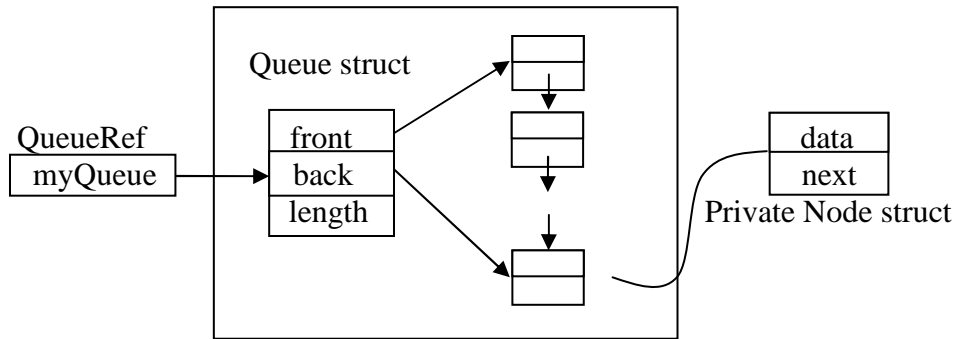 Queue struct
QueueRef
myQueue
front
back
length
data
next
Private Node struct